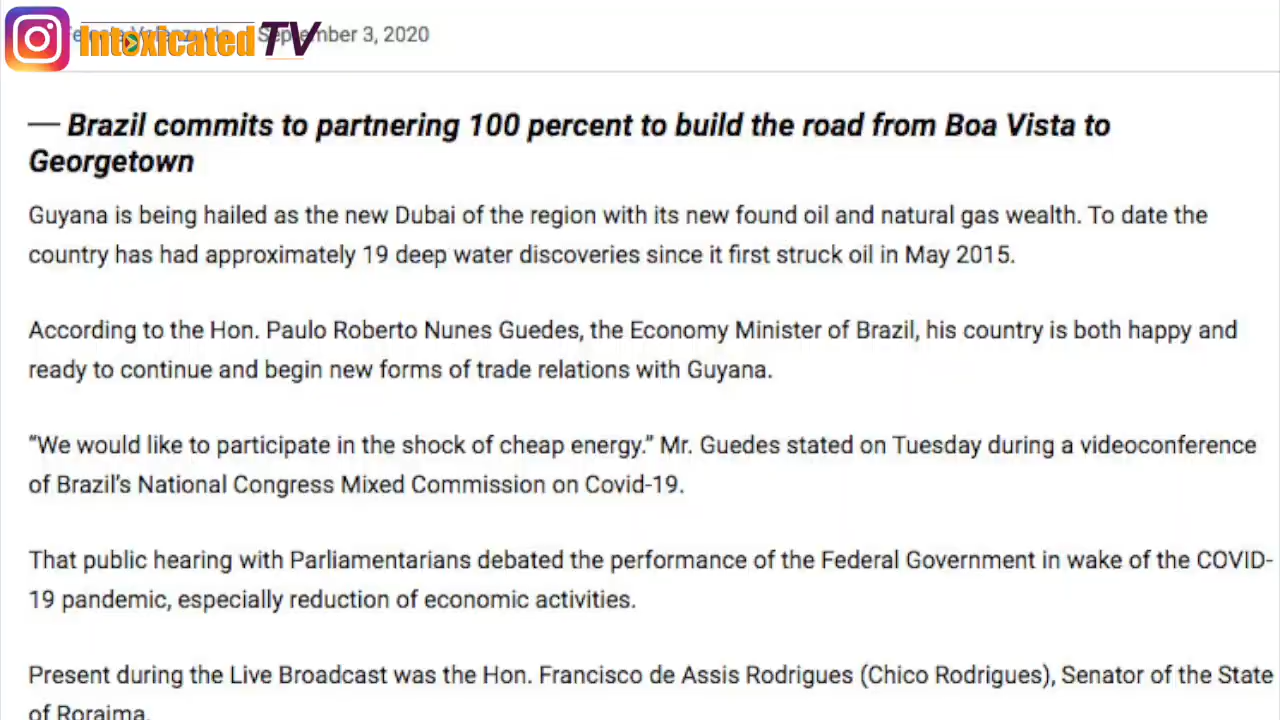 Intoxicated TV
September 3, 2020
— Brazil commits to partnering 100 percent to build the road from Boa Vista to
Georgetown
Guyana is being hailed as the new Dubai of the region with its new found oil and natural gas wealth. To date the
country has had approximately 19 deep water discoveries since it first struck oil in May 2015.
According to the Hon. Paulo Roberto Nunes Guedes, the Economy Minister of Brazil, his country is both happy and
ready to continue and begin new forms of trade relations with Guyana.
“We would like to participate in the shock of cheap energy.” Mr. Guedes stated on Tuesday during a videoconference
of Brazil’s National Congress Mixed Commission on Covid-19.
That public hearing with Parliamentarians debated the performance of the Federal Government in wake of the COVID-
19 pandemic, especially reduction of economic activities.
Present during the Live Broadcast was the Hon. Francisco de Assis Rodrigues (Chico Rodrigues), Senator of the State
of Roraima.